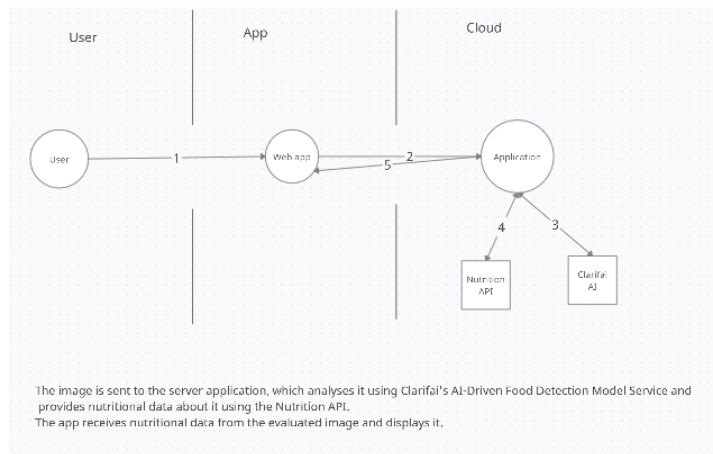 User
App
Cloud
User
1
Web app
2
5
Application
4
3
Nutrition
API
Clarifai
AI
The image is sent to the server application, which analyses it using Clarifai's AI-Driven Food Detection Model Service and
provides nutritional data about it using the Nutrition API.
The app receives nutritional data from the evaluated image and displays it.